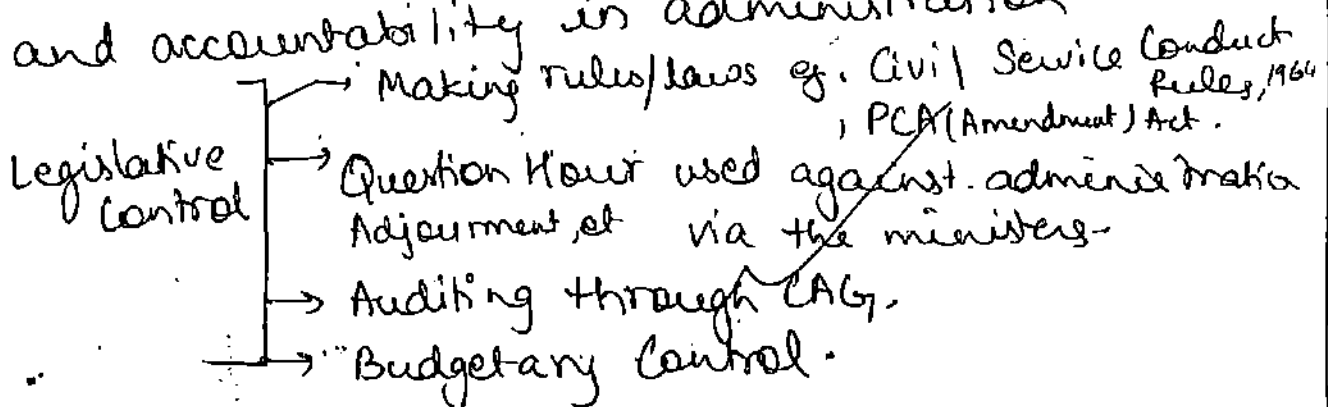 and accountability in administration
Making rules/laws eg. Civil Service Conduct
Rules, 1964
, PCA (Amendment) Act.
Legislative
Control
Question Hour used against administration
Adjournment, et via the ministers-
Auditing through CAG.
Budgetary Control.